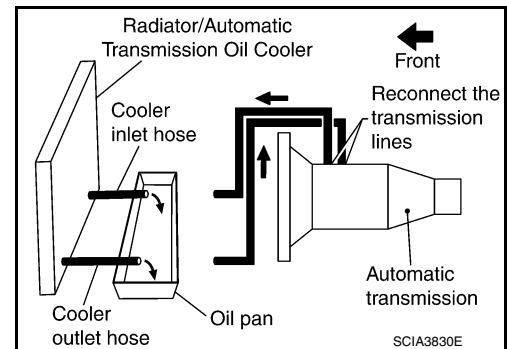 Radiator/Automatic
Transmission Oil Cooler
Front
Cooler
inlet hose
Reconnect the
transmission
lines
Automatic
transmission
Oil pan
Cooler
outlet hose
SCIA3830E